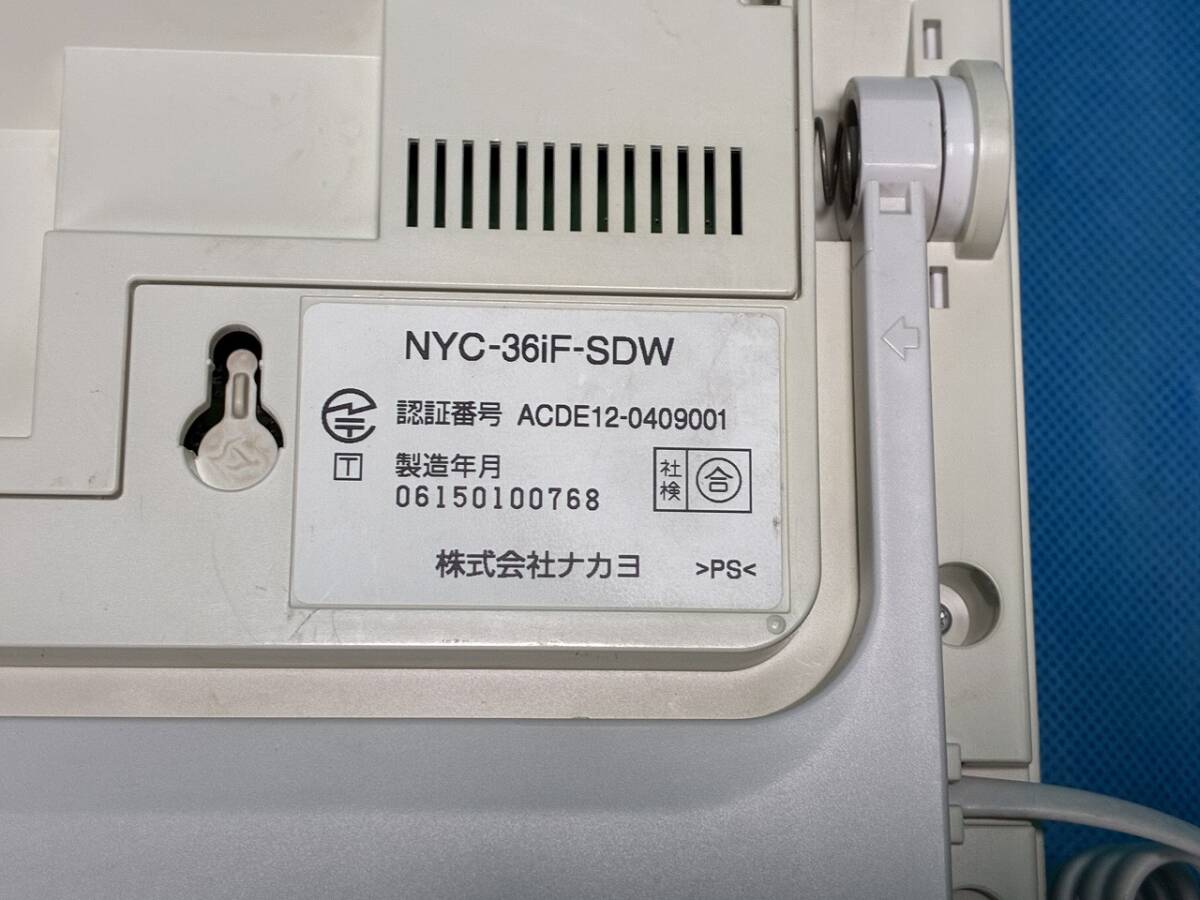 NYC-36iF-SDW
認証番号 ACDE12-0409001
T 製造年月
06150100768
社検 合
株式会社ナカヨ >PS<